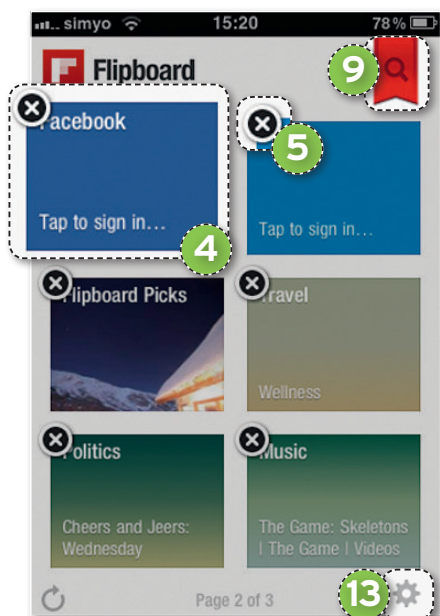 simyo 15:20 78%
Flipboard
9
Facebook
Tap to sign in...
4
5
Tap to sign in...
Flipboard Picks
Travel
Wellness
Politics
Cheers and Jeers:
Wednesday
Music
The Game: Skeletons
| The Game | Videos
Page 2 of 3
13